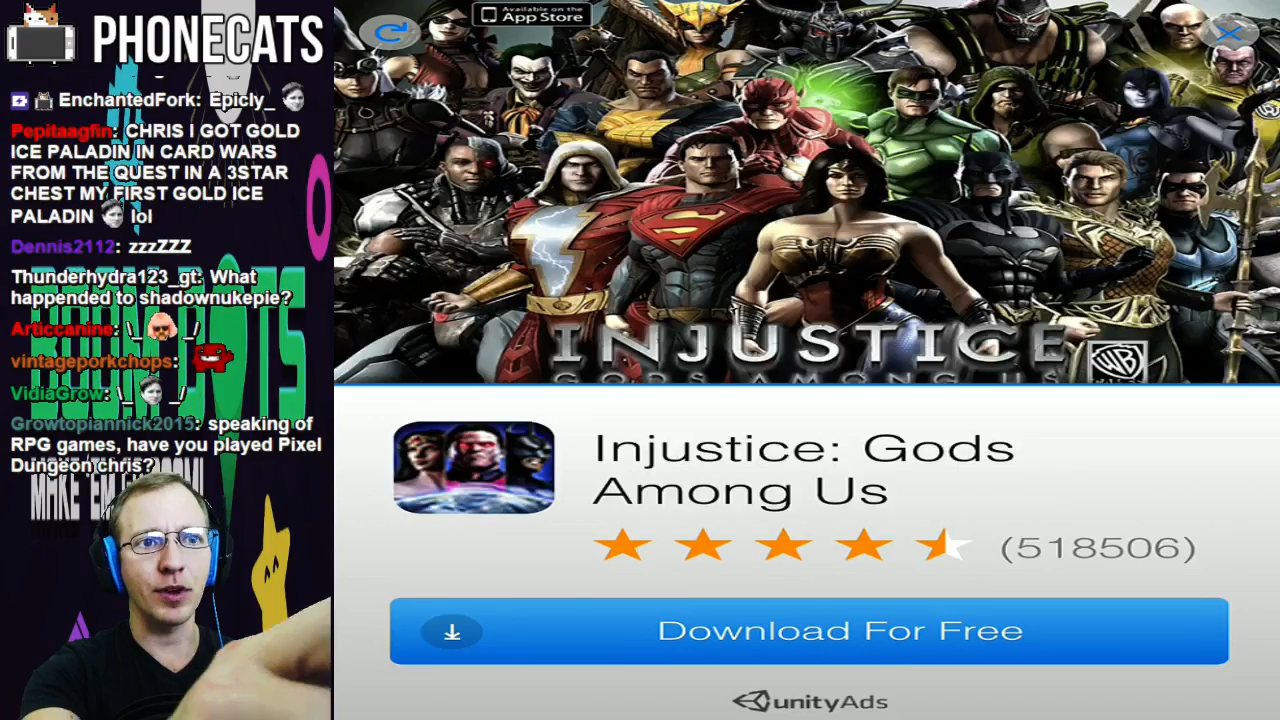 PHONECATS
EnchantedFork: Epicly_
Pepitaagfin: CHRIS I GOT GOLD
ICE PALADIN IN CARD WARS
FROM THE QUEST IN A 3STAR
CHEST MY FIRST GOLD ICE
PALADIN lol
Dennis2112: zzzZZZ
Thunderhydra123_gt: What
happended to shadownukepie?
Articcanine: \_ _/
vintageporkchops:
VidiaGrow: \_ _/
Growtopiannick2015: speaking of
RPG games, have you played Pixel
Dungeon chris?
Available on the
App Store
INJUSTICE
GODS AMONG US
WB
GAMES
Injustice: Gods
Among Us
(518506)
Download For Free
unityAds